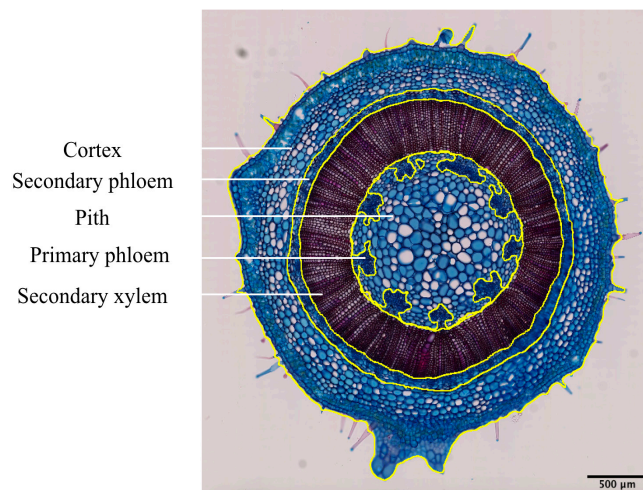 Cortex
Secondary phloem
Pith
Primary phloem
Secondary xylem
500 µm